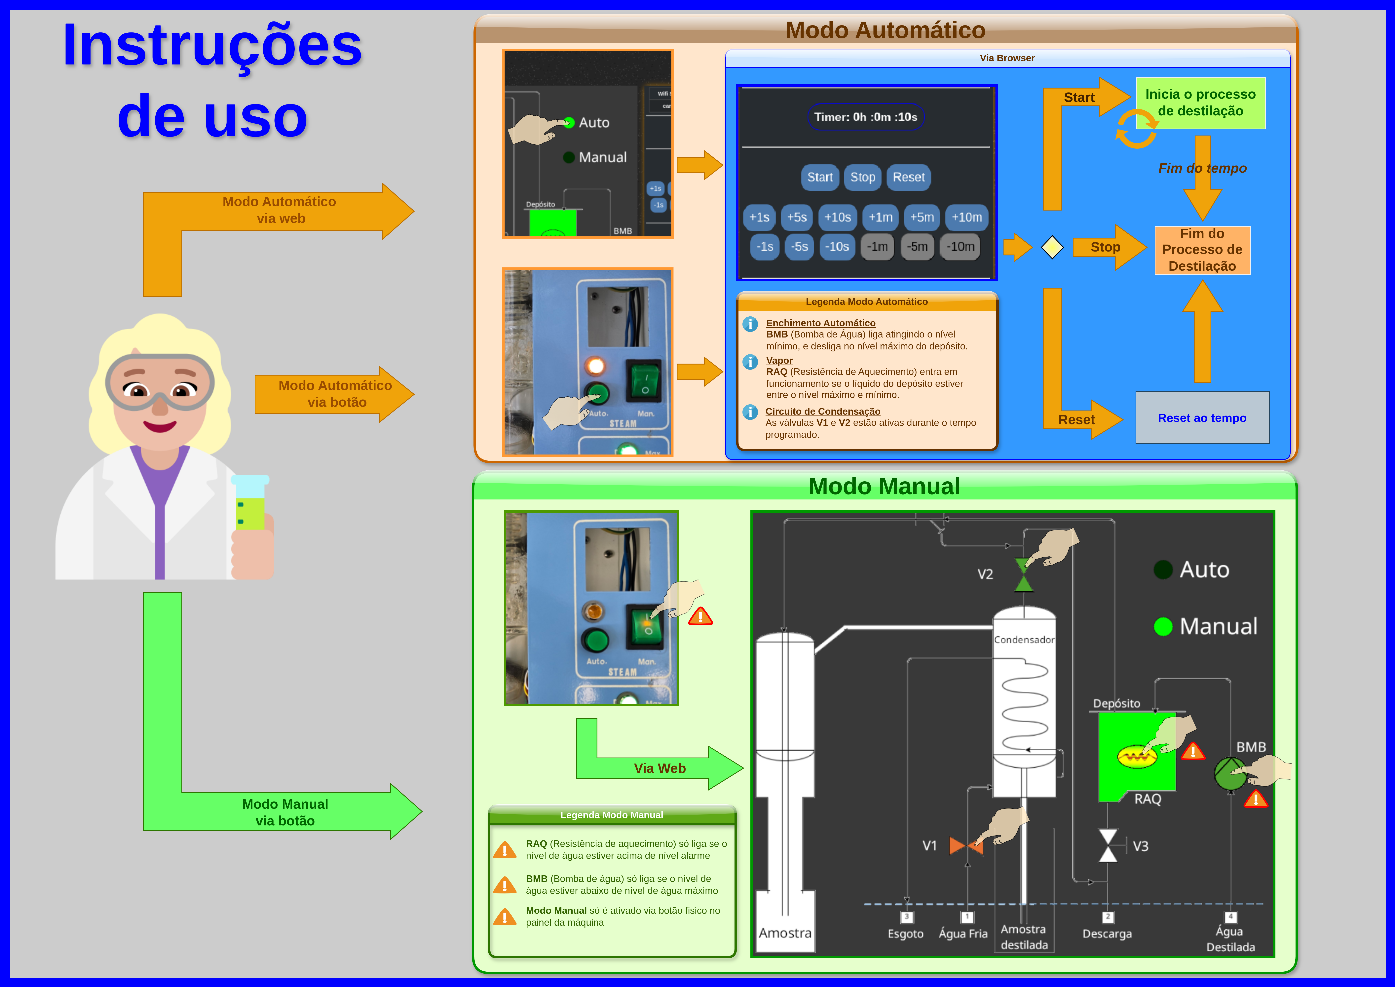 Instruções
de uso
Modo Automático
via web
Modo Automático
via botão
Modo Manual
via botão
Modo Automático
Auto
Manual
Depósito
BMB
+1s
-1s
Auto.
Man.
STEAM
Via Browser
Timer: 0h :0m :10s
Start
Stop
Reset
+1s
+5s
+10s
+1m
+5m
+10m
-1s
-5s
-10s
-1m
-5m
-10m
Legenda Modo Automático
Enchimento Automático
BMB (Bomba de Água) liga atingindo o nível
mínimo, e desliga no nível máximo do depósito.
Vapor
RAQ (Resistência de Aquecimento) entra em
funcionamento se o líquido do depósito estiver
entre o nível máximo e mínimo.
Circuito de Condensação
As válvulas V1 e V2 estão ativas durante o tempo
programado.
Start
Inicia o processo
de destilação
Fim do tempo
Stop
Fim do
Processo de
Destilação
Reset
Reset ao tempo
Modo Manual
Auto.
Man.
STEAM
Via Web
Legenda Modo Manual
RAQ (Resistência de aquecimento) só liga se o
nível de água estiver acima de nível alarme
BMB (Bomba de água) só liga se o nível de
água estiver abaixo de nível de água máximo
Modo Manual só é ativado via botão físico no
painel da máquina
V2
Auto
Manual
Condensador
Depósito
BMB
RAQ
V1
V3
Amostra
3
Esgoto
1
Água Fria
Amostra
destilada
2
Descarga
4
Água
Destilada